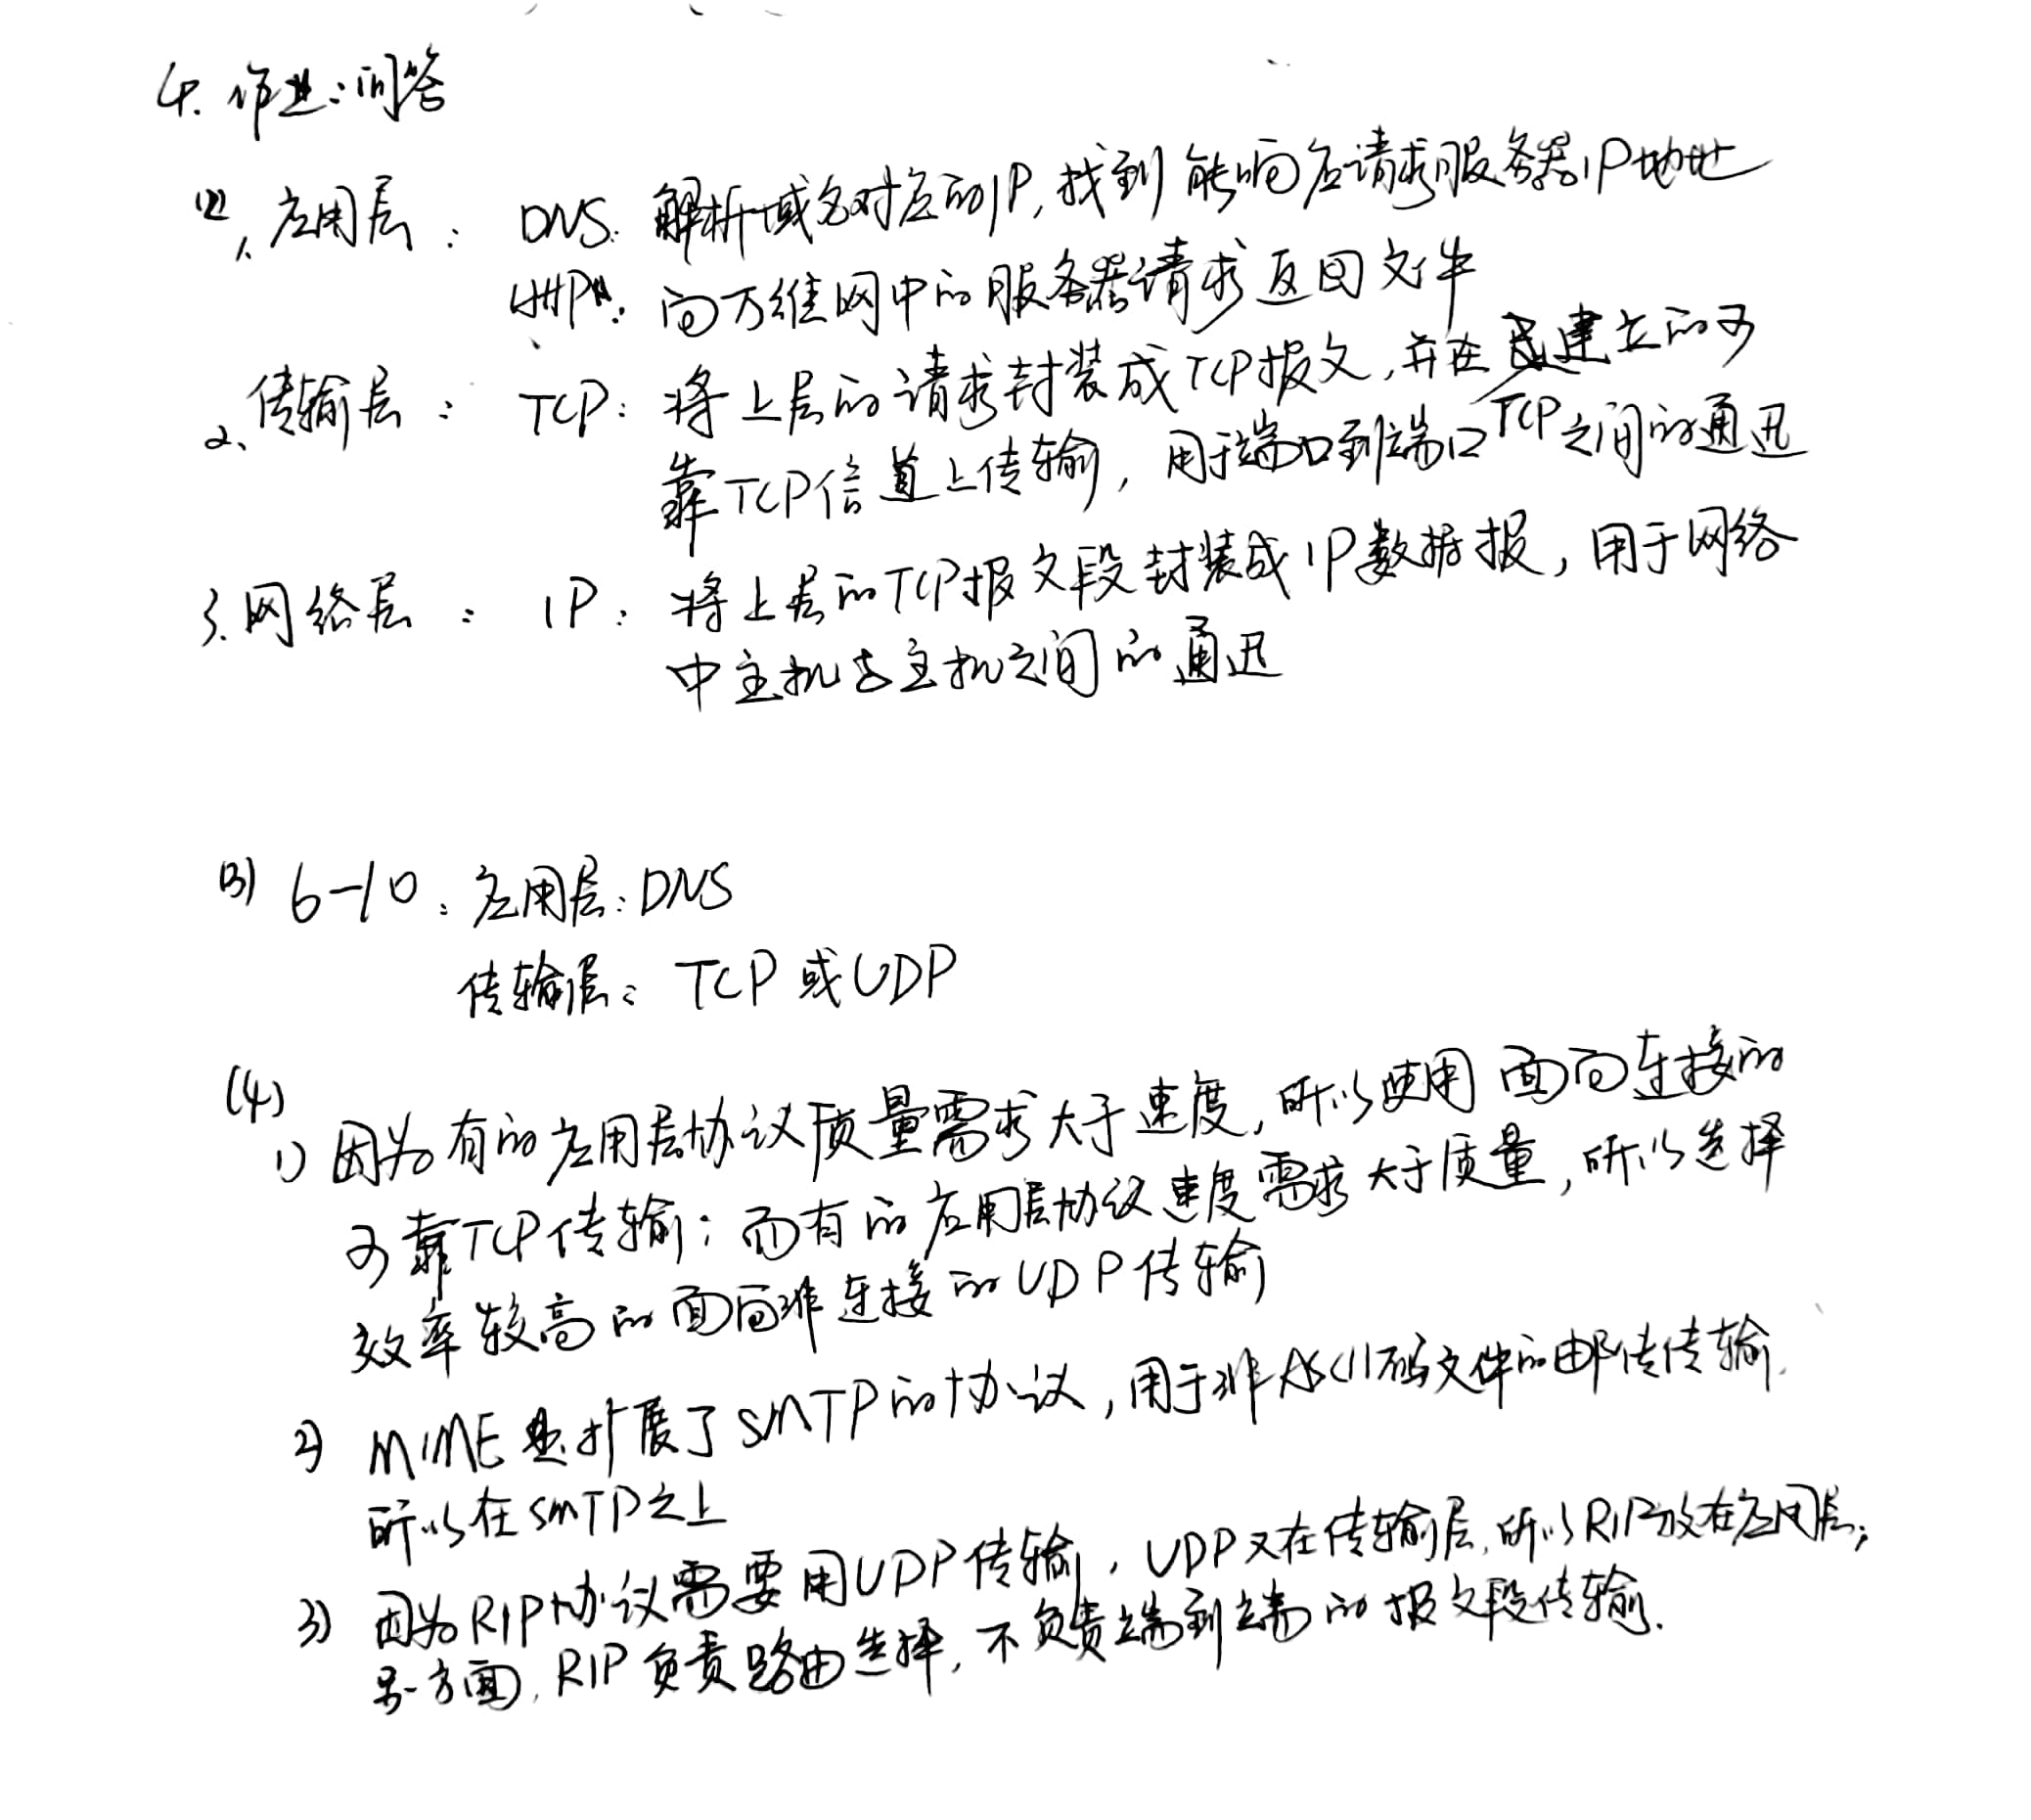 4. 作业:问答
(2)
1、应用层: DNS: 解析域名对应的IP,找到能响应请求服务器IP地址
HTTP: 向万维网中的服务器请求返回文件
2、传输层: TCP: 将上层的请求封装成TCP报文,并在建立的可
靠TCP信道上传输,用于端口到端口TCP之间的通讯
3.网络层: IP: 将上层的TCP报文段封装成IP数据报,用于网络
中主机与主机之间的通讯
(3) 6-10: 应用层:DNS
传输层: TCP或UDP
(4)
1) 因为有的应用层协议质量需求大于速度,所以使用面向连接的
可靠TCP传输;而有的应用层协议速度需求大于质量,所以选择
效率较高的面向非连接的UDP传输
2) MIME是扩展了SMTP的协议,用于非ASCII码文件的邮传传输.
所以在SMTP之上
3) 因为RIP协议需要用UDP传输,UDP又在传输层,所以RIP放在应用层;
另一方面,RIP负责路由选择,不负责端到端的报文段传输.